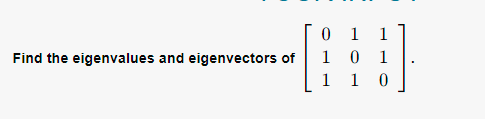 Find the eigenvalues and eigenvectors of [ 0 1 1
1 0 1
1 1 0 ] .